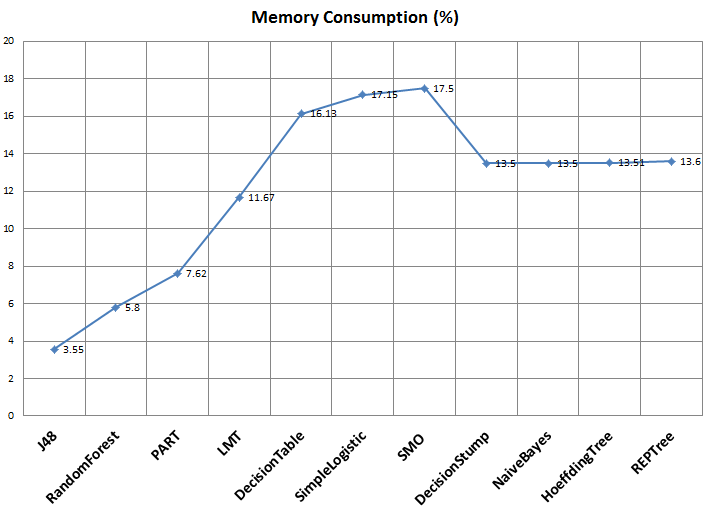 Memory Consumption (%)
20
18
16
14
12
10
8
6
4
2
0
3.55
5.8
7.62
11.67
16.13
17.15
17.5
13.5
13.5
13.51
13.6
J48
RandomForest
PART
LMT
DecisionTable
SimpleLogistic
SMO
DecisionStump
NaiveBayes
HoeffdingTree
REPTree